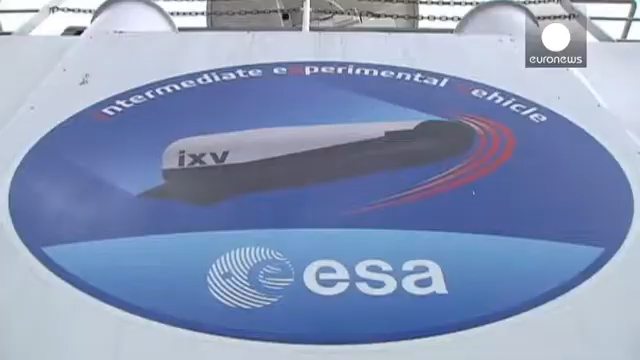 euronews
intermediate experimental vehicle
ixv
esa